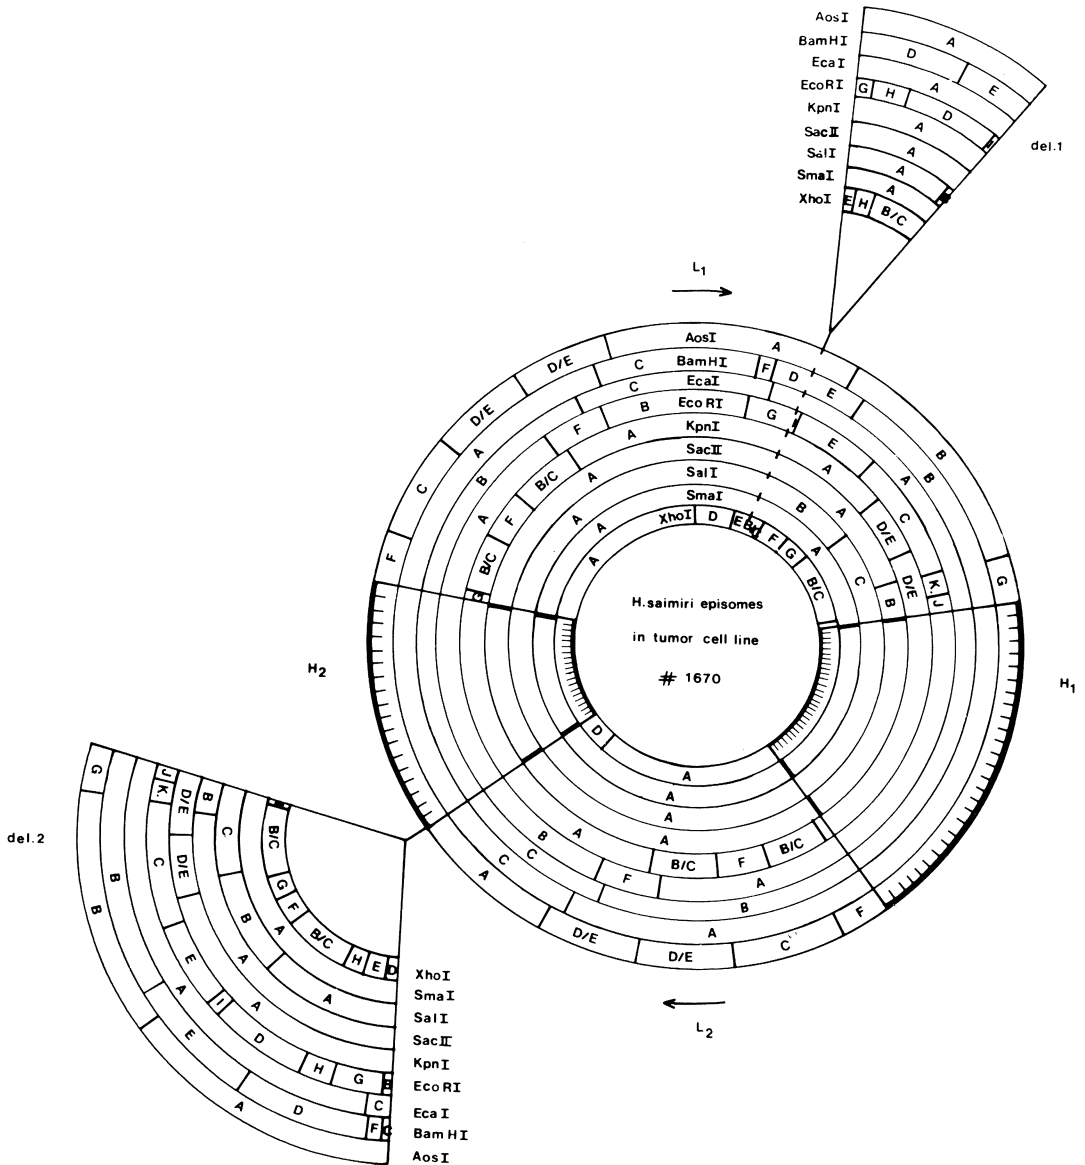 AosI A
BamHI D E
EcaI A
EcoRI G H D I
KpnI A
SacII A
SalI A
SmaI A
XhoI E H B/C
del.1
L1
D/E AosI A
D/E C BamHI F D E
C EcaI
F B EcoRI G E
A KpnI A
SacII
SalI
SmaI B
XhoI D E F G B/C
C A B B/C A A A A A C D/E A C B B
F B/C F G D/E B K. J G
H.saimiri episomes
in tumor cell line
# 1670
H2
H1
D
A
A
A
A
A B/C F B/C
B F A
C C B
A A
D/E D/E C F
L2
del.2
G B J K. D/E B
C D/E C B/C
B B G F
E B A B/C H E D XhoI
A A A SmaI
I A SalI
E D SacII
H G B KpnI
EcoRI
A D C EcaI
F C BamHI
AosI